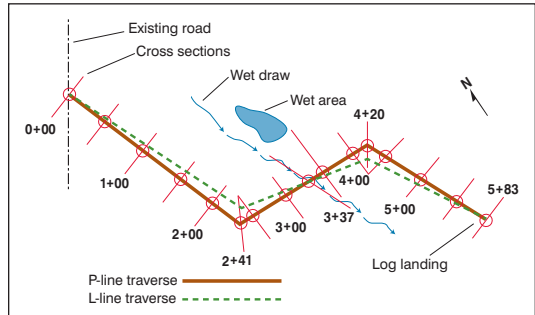 Existing road
Cross sections
Wet draw
Wet area
N
0+00
4+20
1+00
4+00
5+83
2+00
3+00
3+37
5+00
2+41
Log landing
P-line traverse
L-line traverse